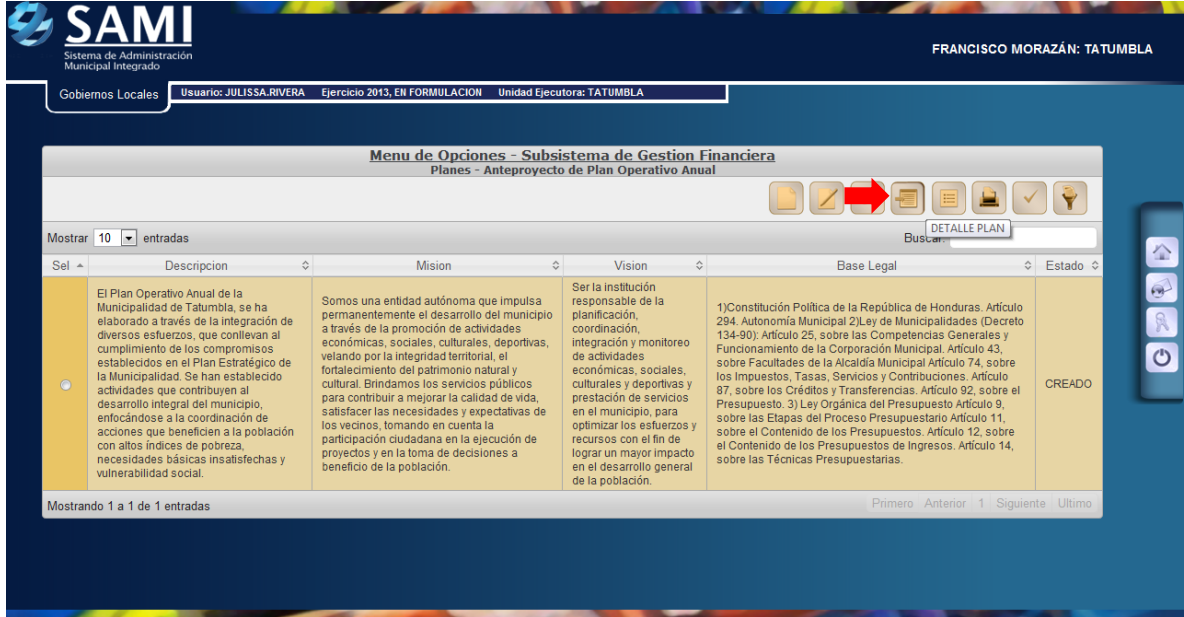 SAMI
Sistema de Administración
Municipal Integrado
FRANCISCO MORAZÁN: TATUMBLA
Gobiernos Locales
Usuario: JULISSA.RIVERA Ejercicio 2013, EN FORMULACION Unidad Ejecutora: TATUMBLA
Menu de Opciones - Subsistema de Gestion Financiera
Planes - Anteproyecto de Plan Operativo Anual
DETALLE PLAN
Mostrar 10 entradas
Buscar:
Sel Descripcion Mision Vision Base Legal Estado
El Plan Operativo Anual de la
Municipalidad de Tatumbla, se ha
elaborado a través de la integración de
diversos esfuerzos, que conllevan al
cumplimiento de los compromisos
establecidos en el Plan Estratégico de
la Municipalidad. Se han establecido
actividades que contribuyen al
desarrollo integral del municipio,
enfocándose a la coordinación de
acciones que beneficien a la población
con altos índices de pobreza,
necesidades básicas insatisfechas y
vulnerabilidad social.
Somos una entidad autónoma que impulsa
permanentemente el desarrollo del municipio
a través de la promoción de actividades
económicas, sociales, culturales, deportivas,
velando por la integridad territorial, el
fortalecimiento del patrimonio natural y
cultural. Brindamos los servicios públicos
para contribuir a mejorar la calidad de vida,
satisfacer las necesidades y expectativas de
los vecinos, tomando en cuenta la
participación ciudadana en la ejecución de
proyectos y en la toma de decisiones a
beneficio de la población.
Ser la institución
responsable de la
planificación,
coordinación,
integración y monitoreo
de actividades
económicas, sociales,
culturales y deportivas y
prestación de servicios
en el municipio, para
optimizar los esfuerzos y
recursos con el fin de
lograr un mayor impacto
en el desarrollo general
de la población.
1)Constitución Política de la República de Honduras. Artículo
294. Autonomía Municipal 2)Ley de Municipalidades (Decreto
134-90): Artículo 25, sobre las Competencias Generales y
Funcionamiento de la Corporación Municipal. Artículo 43,
sobre Facultades de la Alcaldía Municipal Artículo 74, sobre
los Impuestos, Tasas, Servicios y Contribuciones. Artículo
87, sobre los Créditos y Transferencias. Artículo 92, sobre el
Presupuesto. 3) Ley Orgánica del Presupuesto Artículo 9,
sobre las Etapas del Proceso Presupuestario Artículo 11,
sobre el Contenido de los Presupuestos. Artículo 12, sobre
el Contenido de los Presupuestos de Ingresos. Artículo 14,
sobre las Técnicas Presupuestarias.
CREADO
Mostrando 1 a 1 de 1 entradas
Primero Anterior 1 Siguiente Ultimo